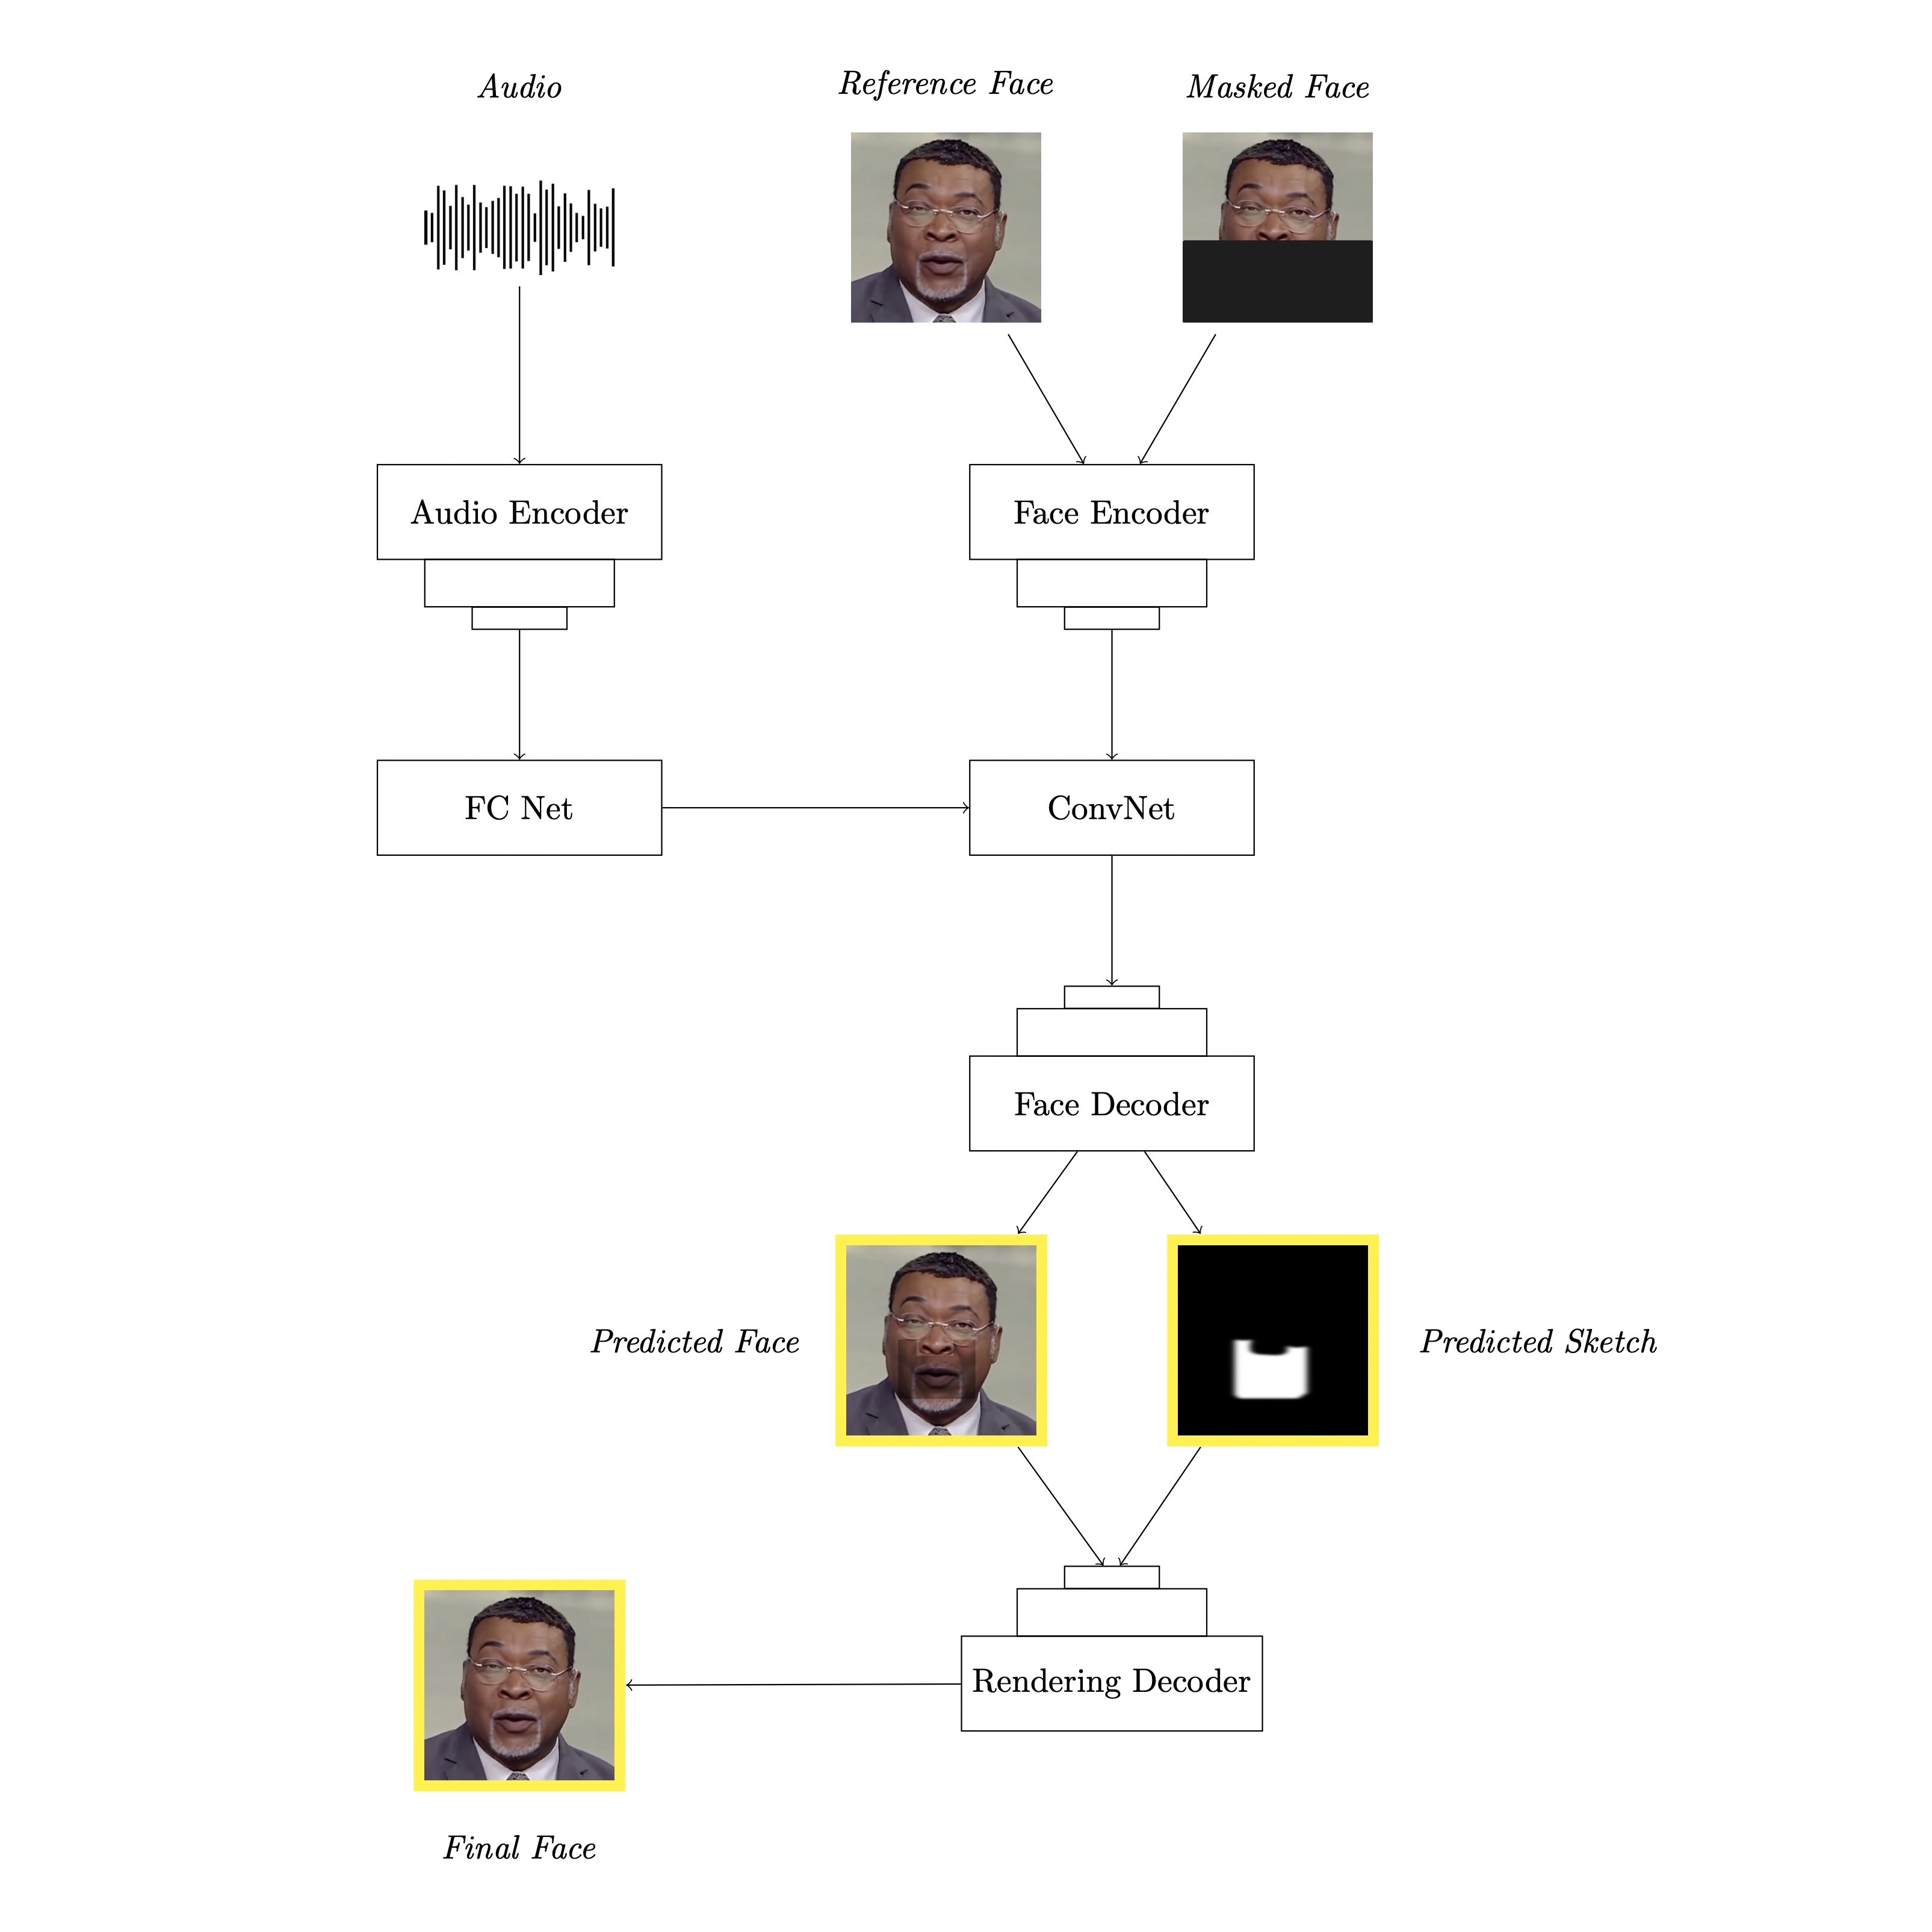 Audio
Reference Face
Masked Face
Audio Encoder
Face Encoder
FC Net
ConvNet
Face Decoder
Predicted Face
Predicted Sketch
Rendering Decoder
Final Face